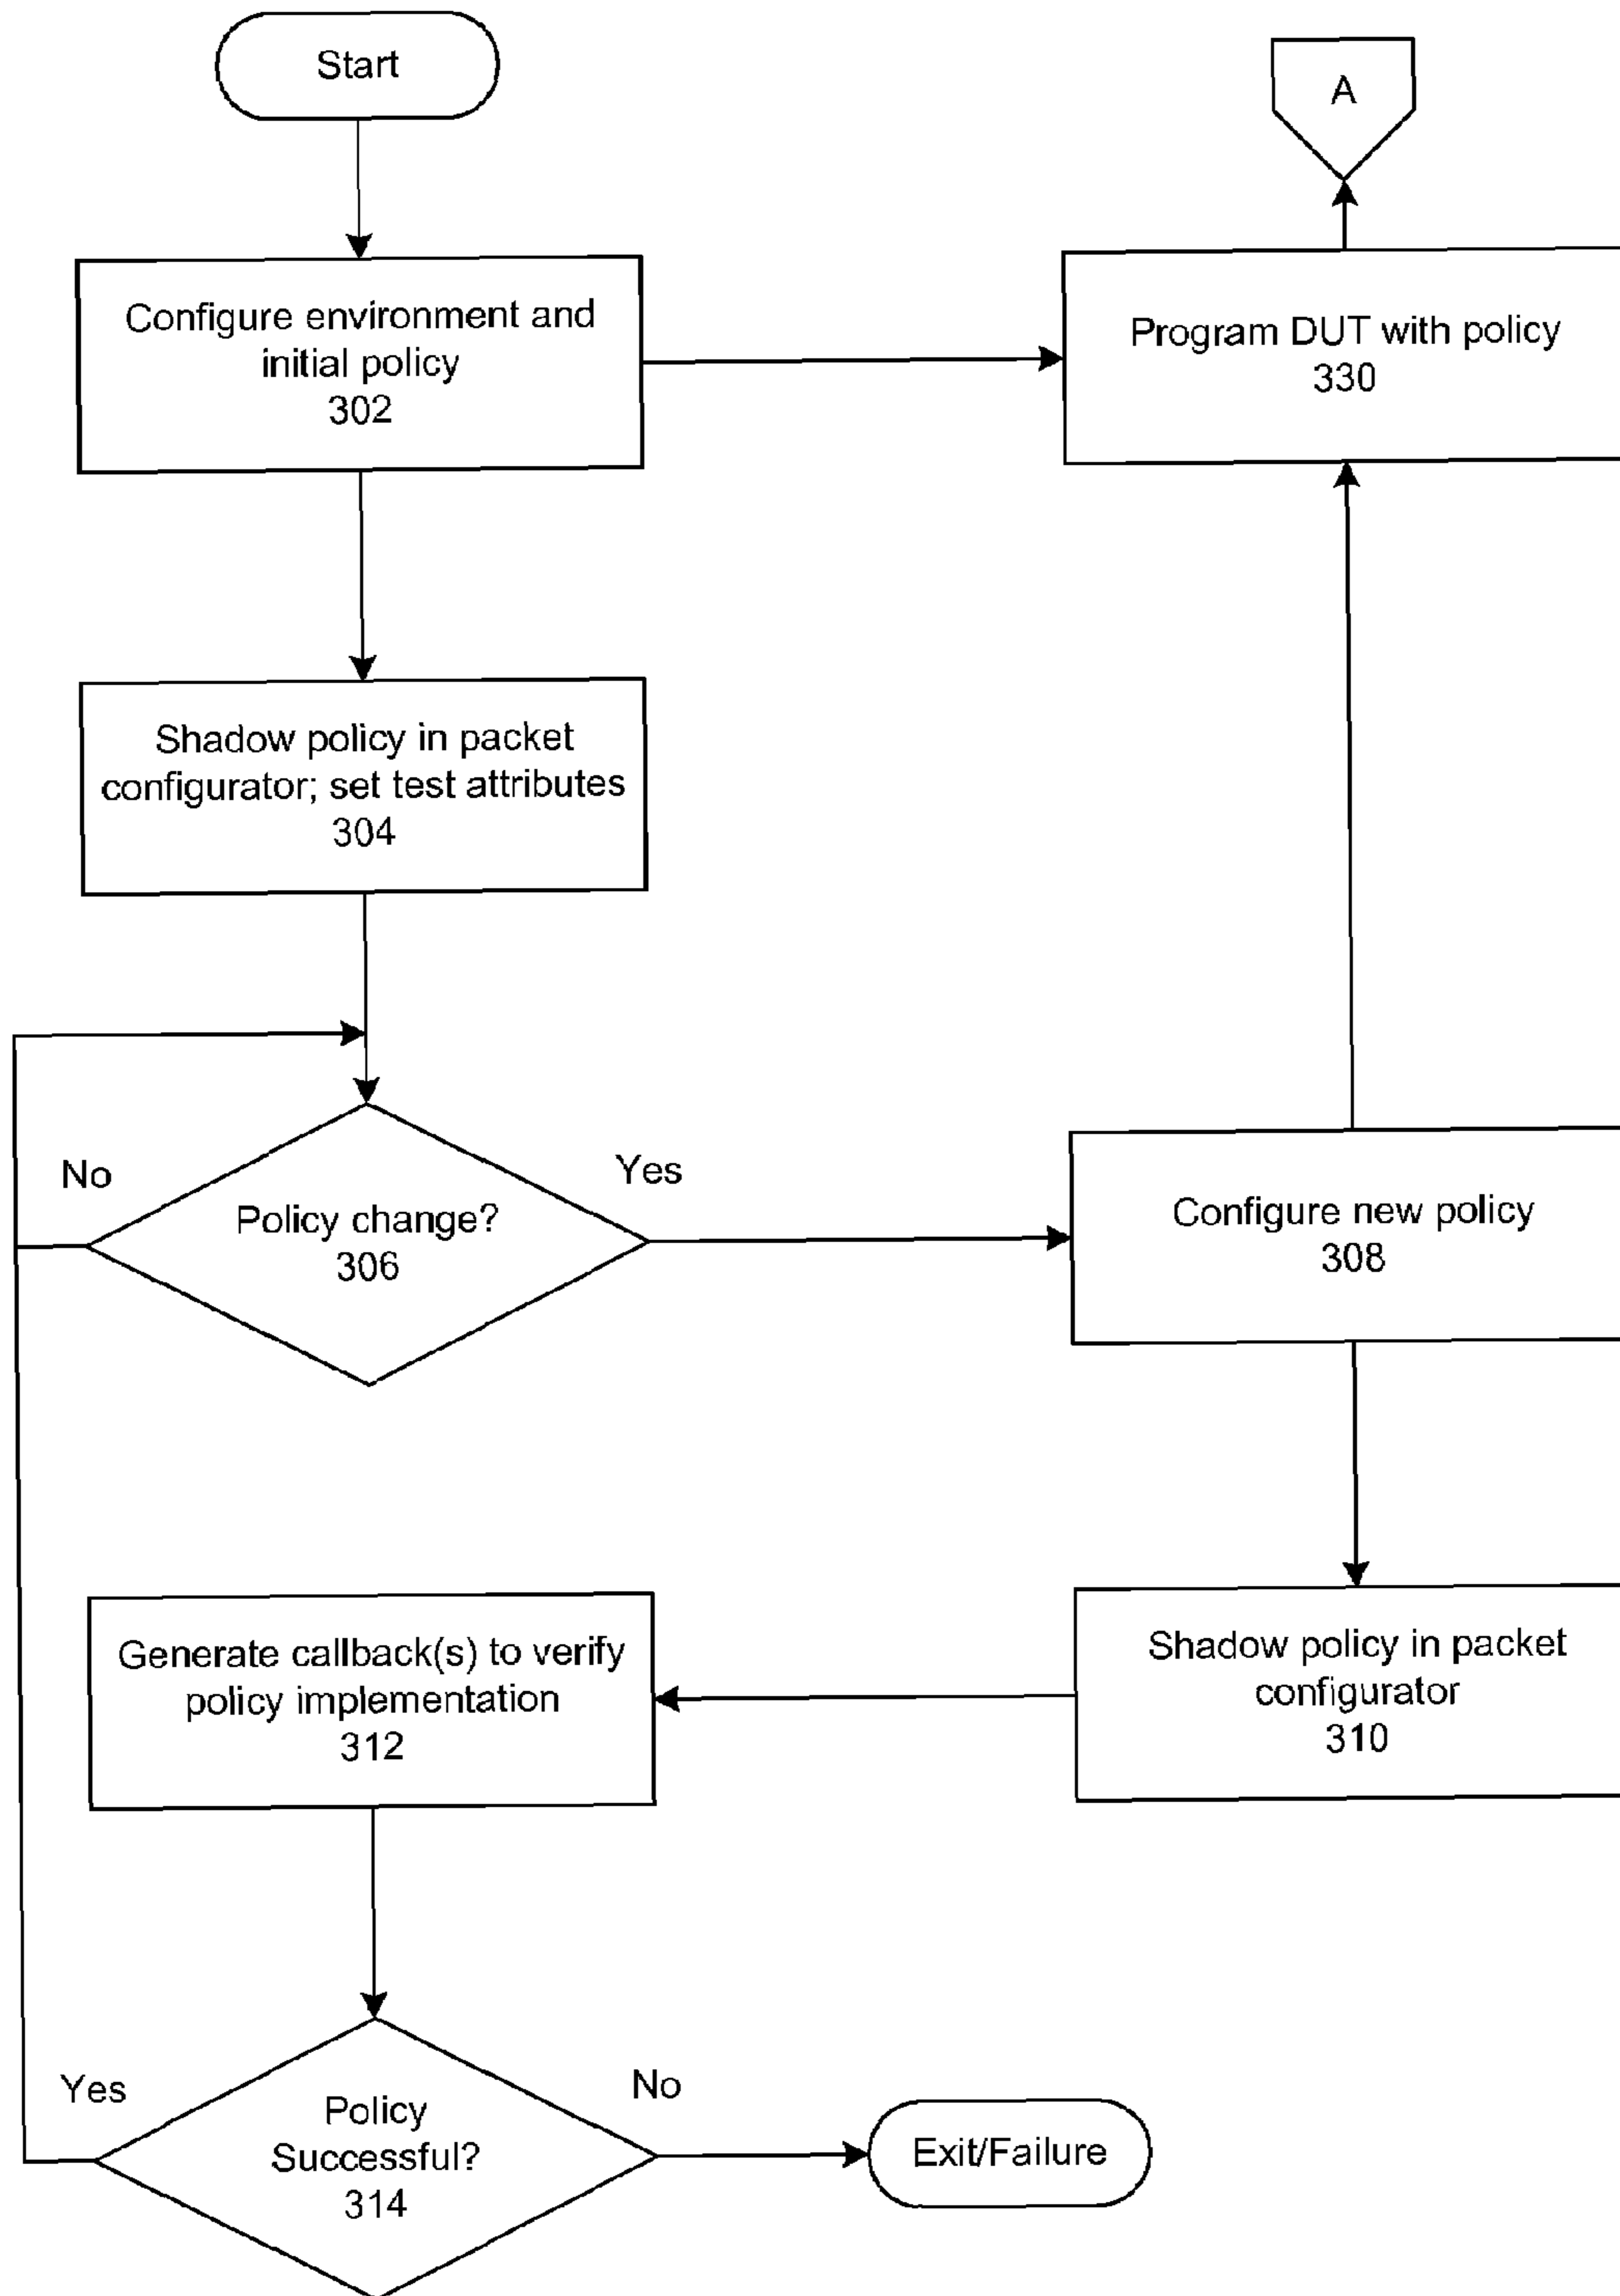 Start
A
Configure environment and
initial policy
302
Program DUT with policy
330
Shadow policy in packet
configurator; set test attributes
304
No
Policy change?
306
Yes
Configure new policy
308
Generate callback(s) to verify
policy implementation
312
Shadow policy in packet
configurator
310
Yes
Policy
Successful?
314
No
Exit/Failure